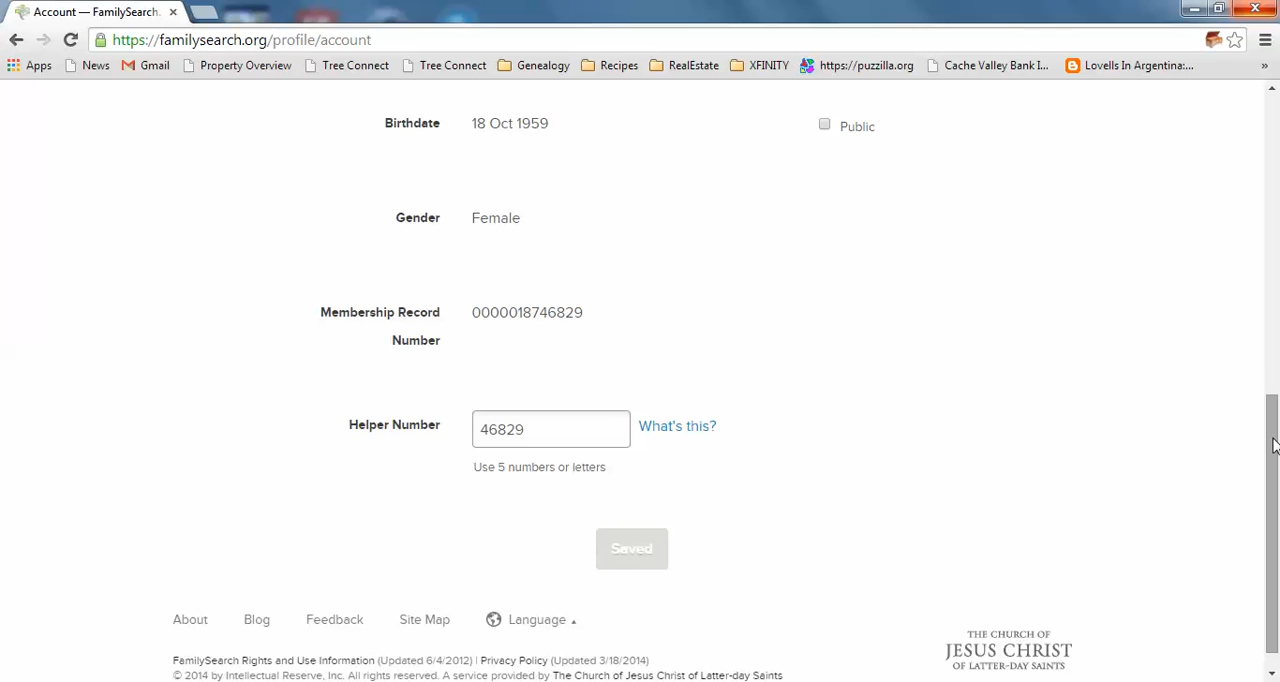 Account — FamilySearch.
https://familysearch.org/profile/account
Apps News Gmail Property Overview Tree Connect Tree Connect Genealogy Recipes RealEstate XFINITY https://puzzilla.org Cache Valley Bank I... Lovells In Argentina:... »
Birthdate 18 Oct 1959 Public
Gender Female
Membership Record 0000018746829
Number
Helper Number 46829 What's this?
Use 5 numbers or letters
Saved
About Blog Feedback Site Map Language
THE CHURCH OF
JESUS CHRIST
OF LATTER-DAY SAINTS
FamilySearch Rights and Use Information (Updated 6/4/2012) | Privacy Policy (Updated 3/18/2014)
© 2014 by Intellectual Reserve, Inc. All rights reserved. A service provided by The Church of Jesus Christ of Latter-day Saints